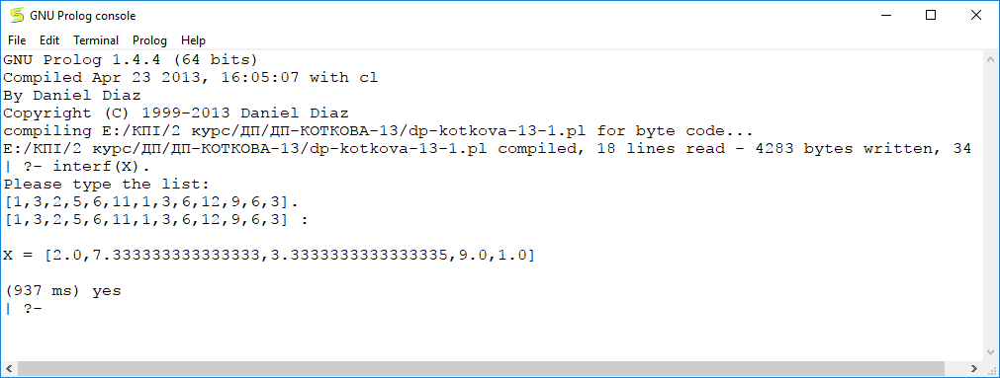 GNU Prolog console
File Edit Terminal Prolog Help
GNU Prolog 1.4.4 (64 bits)
Compiled Apr 23 2013, 16:05:07 with cl
By Daniel Diaz
Copyright (C) 1999-2013 Daniel Diaz
compiling E:/КПІ/2 курс/ДП/ДП-КОТКОВА-13/dp-kotkova-13-1.pl for byte code...
E:/КПІ/2 курс/ДП/ДП-КОТКОВА-13/dp-kotkova-13-1.pl compiled, 18 lines read - 4283 bytes written, 34
| ?- interf(X).
Please type the list:
[1,3,2,5,6,11,1,3,6,12,9,6,3].
[1,3,2,5,6,11,1,3,6,12,9,6,3] :
X = [2.0,7.333333333333333,3.3333333333333335,9.0,1.0]
(937 ms) yes
| ?-